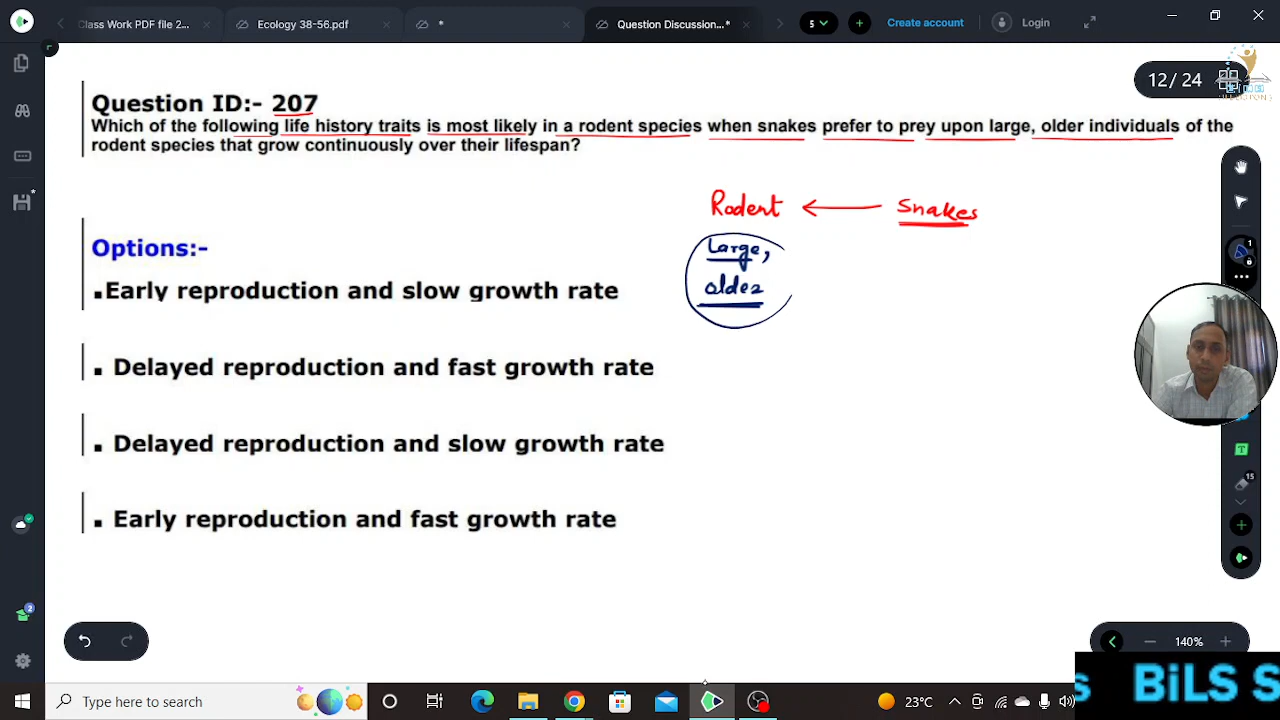 Class Work PDF file 2...
Ecology 38-56.pdf
*
Question Discussion...*
5
Create account
Login
12 / 24
Question ID:- 207
Which of the following life history traits is most likely in a rodent species when snakes prefer to prey upon large, older individuals of the
rodent species that grow continuously over their lifespan?
Rodent ← Snakes
Large,
older
Options:-
.Early reproduction and slow growth rate
. Delayed reproduction and fast growth rate
. Delayed reproduction and slow growth rate
. Early reproduction and fast growth rate
1
15
2
140%
s BiLS S
Type here to search
23°C